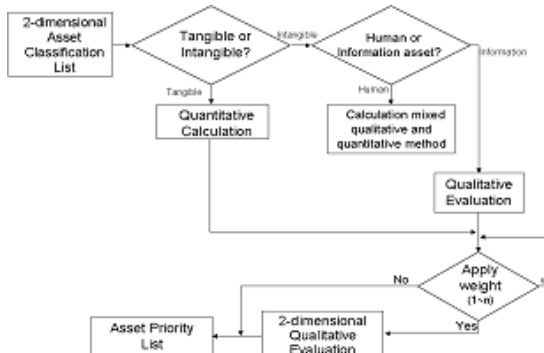 2-dimensional
Asset
Classification
List
Tangible or
Intangible?
Intangible
Human or
Information asset?
Information
Tangible
Human
Quantitative
Calculation
Calculation mixed
qualitative and
quantitative method
Qualitative
Evaluation
Apply
weight
(1~n)
No
Yes
2-dimensional
Qualitative
Evaluation
Asset Priority
List